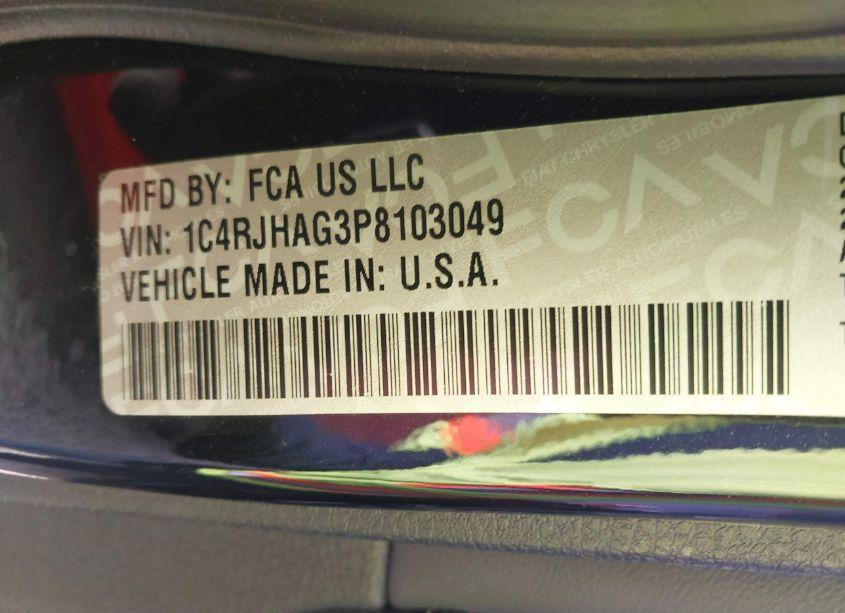 MFD BY: FCA US LLC
VIN: 1C4RJHAG3P8103049
VEHICLE MADE IN: U.S.A.